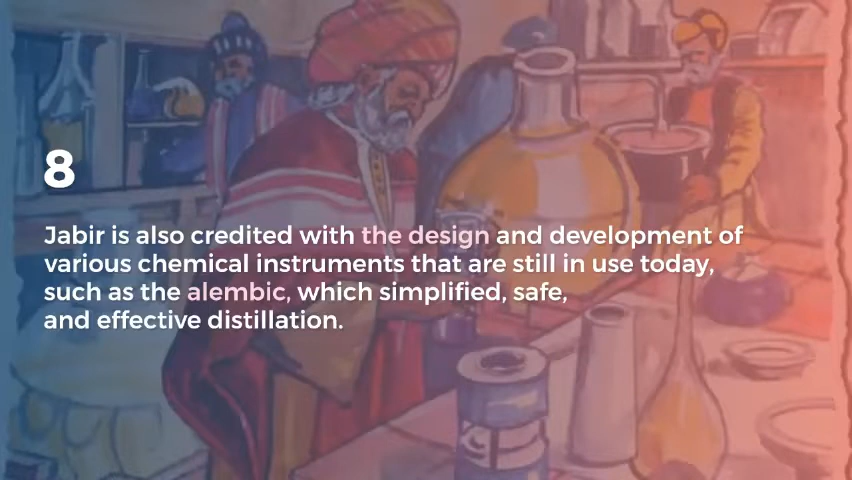 8
Jabir is also credited with the design and development of
various chemical instruments that are still in use today,
such as the alembic, which simplified, safe,
and effective distillation.